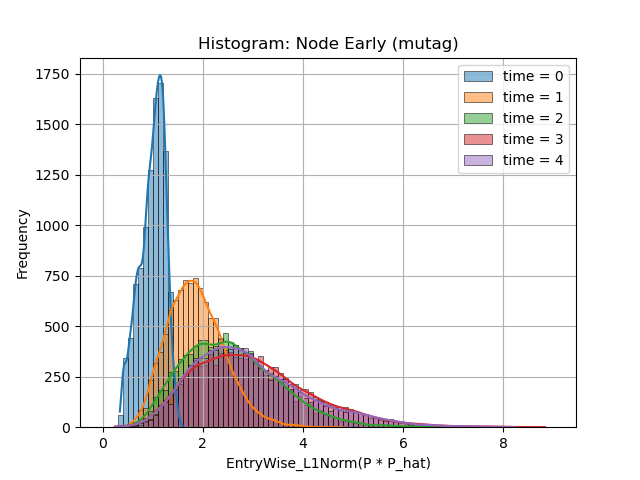 Histogram: Node Early (mutag)
time = 0
time = 1
time = 2
time = 3
time = 4
Frequency
1750
1500
1250
1000
750
500
250
0
0 2 4 6 8
EntryWise_L1Norm(P * P_hat)